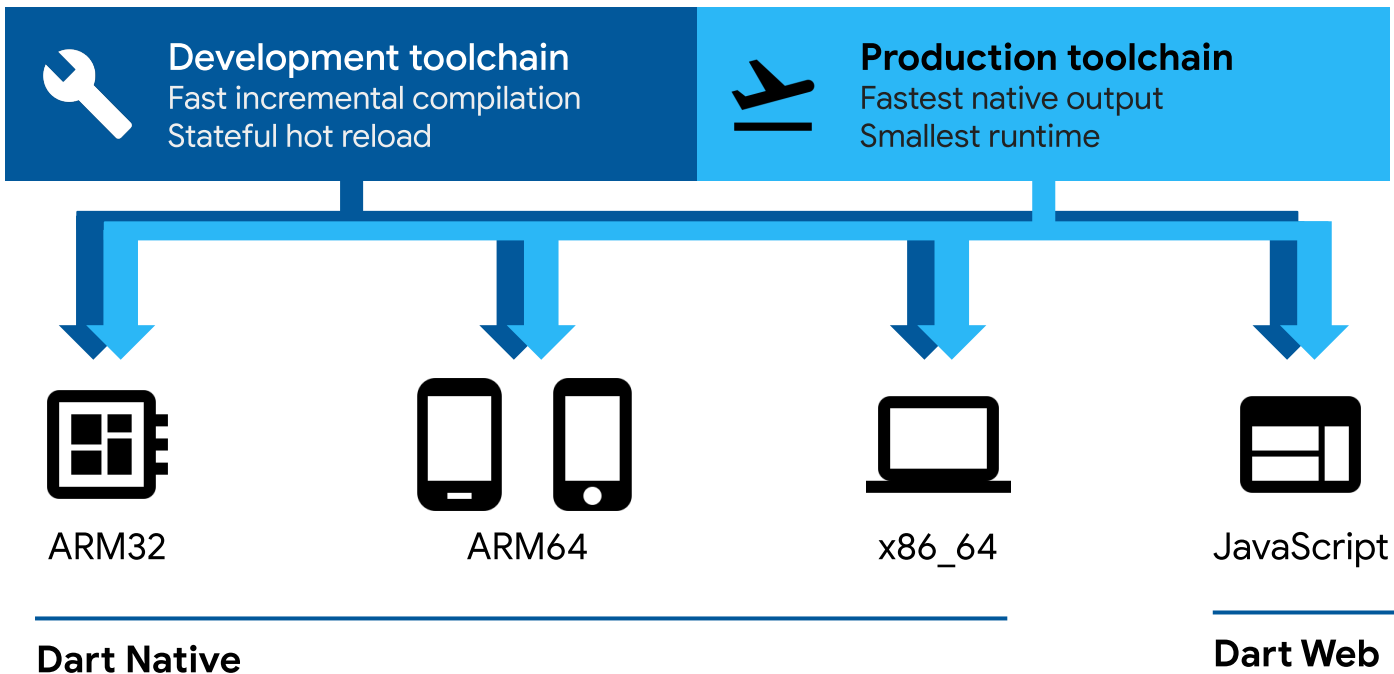 Development toolchain
Fast incremental compilation
Stateful hot reload
Production toolchain
Fastest native output
Smallest runtime
ARM32
ARM64
x86_64
JavaScript
Dart Native
Dart Web